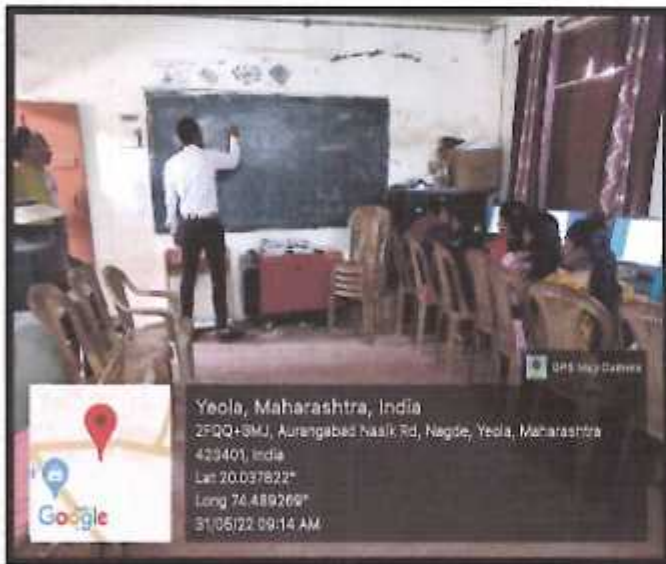 GPS Map Camera
Yeola, Maharashtra, India
2FQQ+3MJ, Aurangabad Nasik Rd, Nagde, Yeola, Maharashtra
423401, India
Lat 20.037822°
Long 74.489269°
31/05/22 09:14 AM
Google